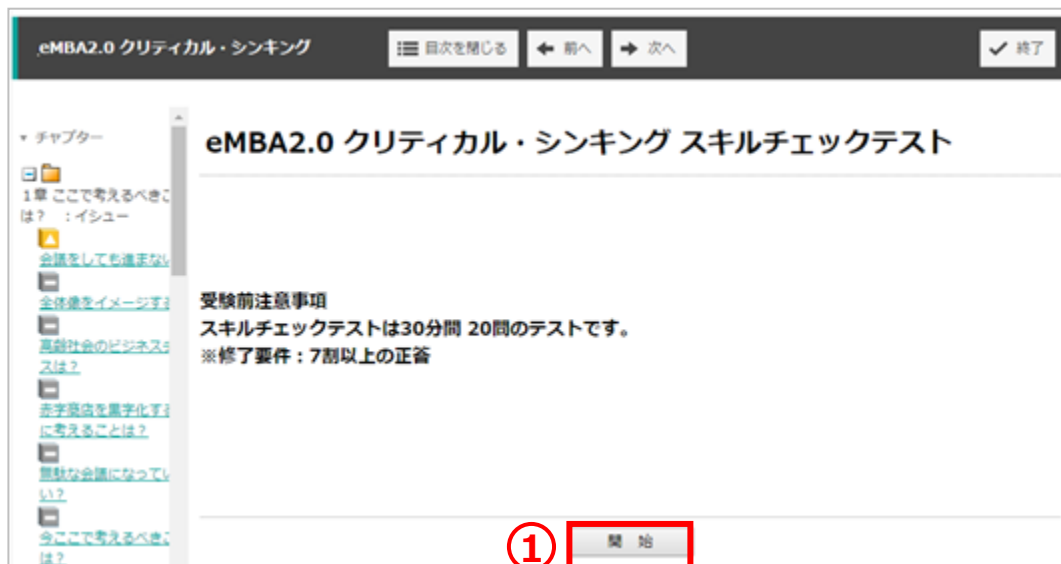 eMBA2.0 クリティカル・シンキング
目次を閉じる
前へ
次へ
終了
チャプター
eMBA2.0 クリティカル・シンキング スキルチェックテスト
1章 ここで考えるべきこ
は? :イシュー
会議をしても進まない
全体像をイメージする
高齢社会のビジネスチ
スは?
赤字商店を黒字化する
に考えることは?
無駄な会議になってい
い?
今ここで考えるべきこ
は?
受験前注意事項
スキルチェックテストは30分間 20問のテストです。
※修了要件:7割以上の正答
①
開 始